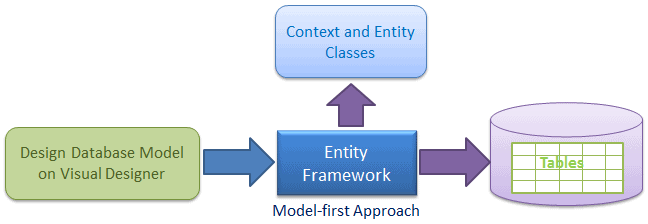 Context and Entity
Classes
Design Database Model
on Visual Designer
Entity
Framework
Tables
Model-first Approach